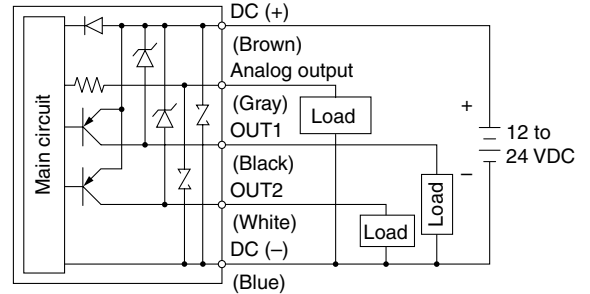 Main circuit
DC (+)
(Brown)
Analog output
(Gray)
Load
OUT1
(Black)
OUT2
(White)
Load
Load
DC (–)
(Blue)
+
–
12 to
24 VDC